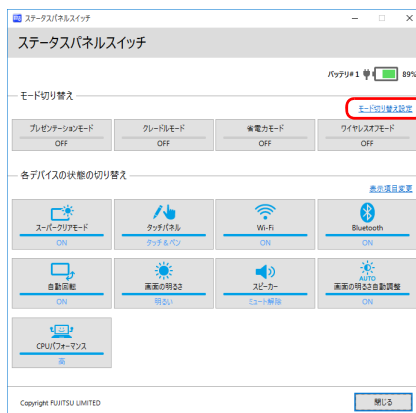 ステータスパネルスイッチ
ステータスパネルスイッチ
バッテリ#1 89%
モード切り替え
モード切り替え設定
プレゼンテーションモード クレードルモード 省電力モード ワイヤレスオフモード
OFF OFF OFF OFF
各デバイスの状態の切り替え
表示項目変更
スーパークリアモード タッチパネル Wi-Fi Bluetooth
ON タッチ&ペン ON ON
AUTO
自動回転 画面の明るさ スピーカー 画面の明るさ自動調整
ON 明るい ミュート解除 ON
CPUパフォーマンス
高
Copyright FUJITSU LIMITED
閉じる